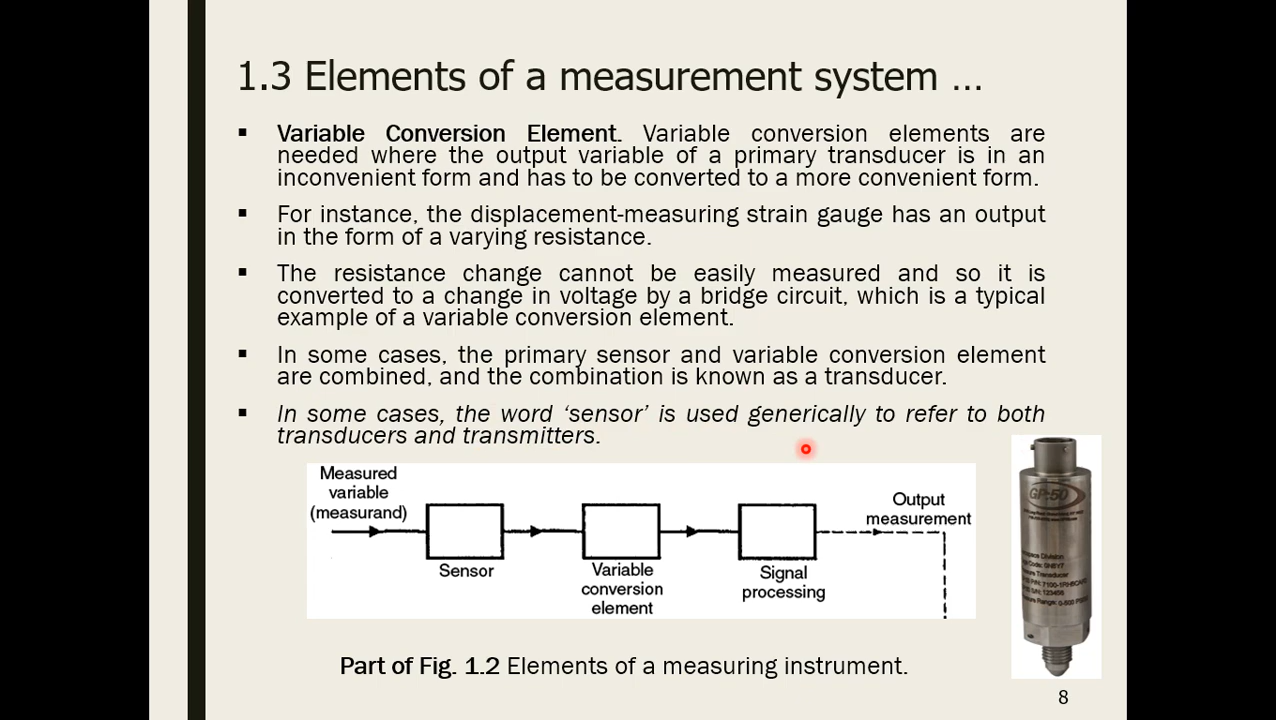 1.3 Elements of a measurement system ...
▪ Variable Conversion Element. Variable conversion elements are
needed where the output variable of a primary transducer is in an
inconvenient form and has to be converted to a more convenient form.
▪ For instance, the displacement-measuring strain gauge has an output
in the form of a varying resistance.
▪ The resistance change cannot be easily measured and so it is
converted to a change in voltage by a bridge circuit, which is a typical
example of a variable conversion element.
▪ In some cases, the primary sensor and variable conversion element
are combined, and the combination is known as a transducer.
▪ In some cases, the word ‘sensor’ is used generically to refer to both
transducers and transmitters.
Measured
variable
(measurand)
Sensor
Variable
conversion
element
Signal
processing
Output
measurement
GP:50
Division
Transducer
Range:
Part of Fig. 1.2 Elements of a measuring instrument.
8